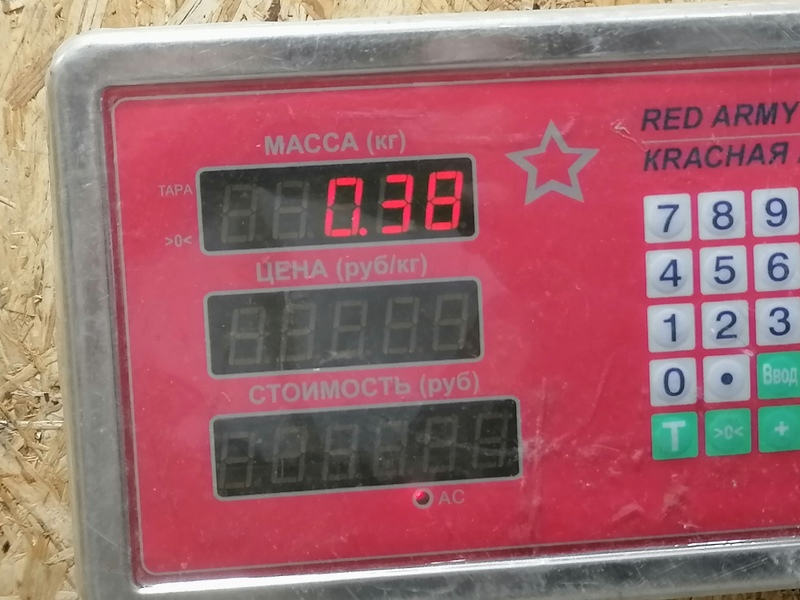 МАССА (кг)
ТАРА
>0<
0.38
ЦЕНА (руб/кг)
СТОИМОСТЬ (руб)
AC
RED ARMY
КРАСНАЯ
7 8 9
4 5 6
1 2 3
0 • Ввод
T >0< +